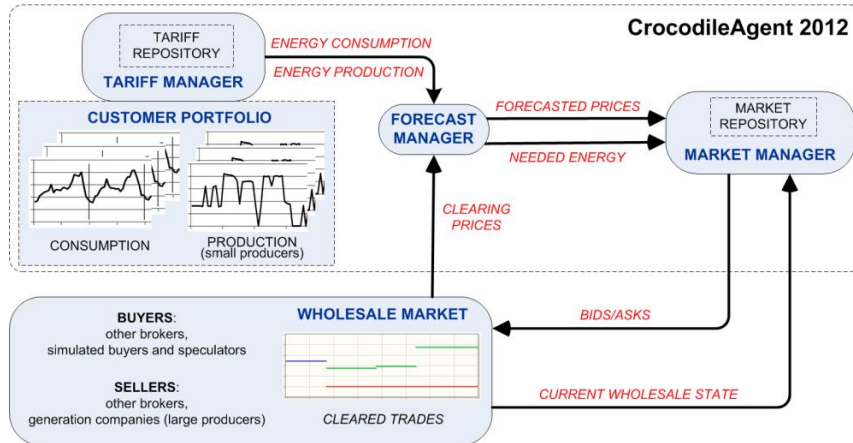 CrocodileAgent 2012
TARIFF
REPOSITORY
TARIFF MANAGER
ENERGY CONSUMPTION
ENERGY PRODUCTION
CUSTOMER PORTFOLIO
CONSUMPTION
PRODUCTION
(small producers)
FORECAST
MANAGER
FORECASTED PRICES
NEEDED ENERGY
MARKET
REPOSITORY
MARKET MANAGER
CLEARING
PRICES
BUYERS:
other brokers,
simulated buyers and speculators
SELLERS:
other brokers,
generation companies (large producers)
WHOLESALE MARKET
CLEARED TRADES
BIDS/ASKS
CURRENT WHOLESALE STATE